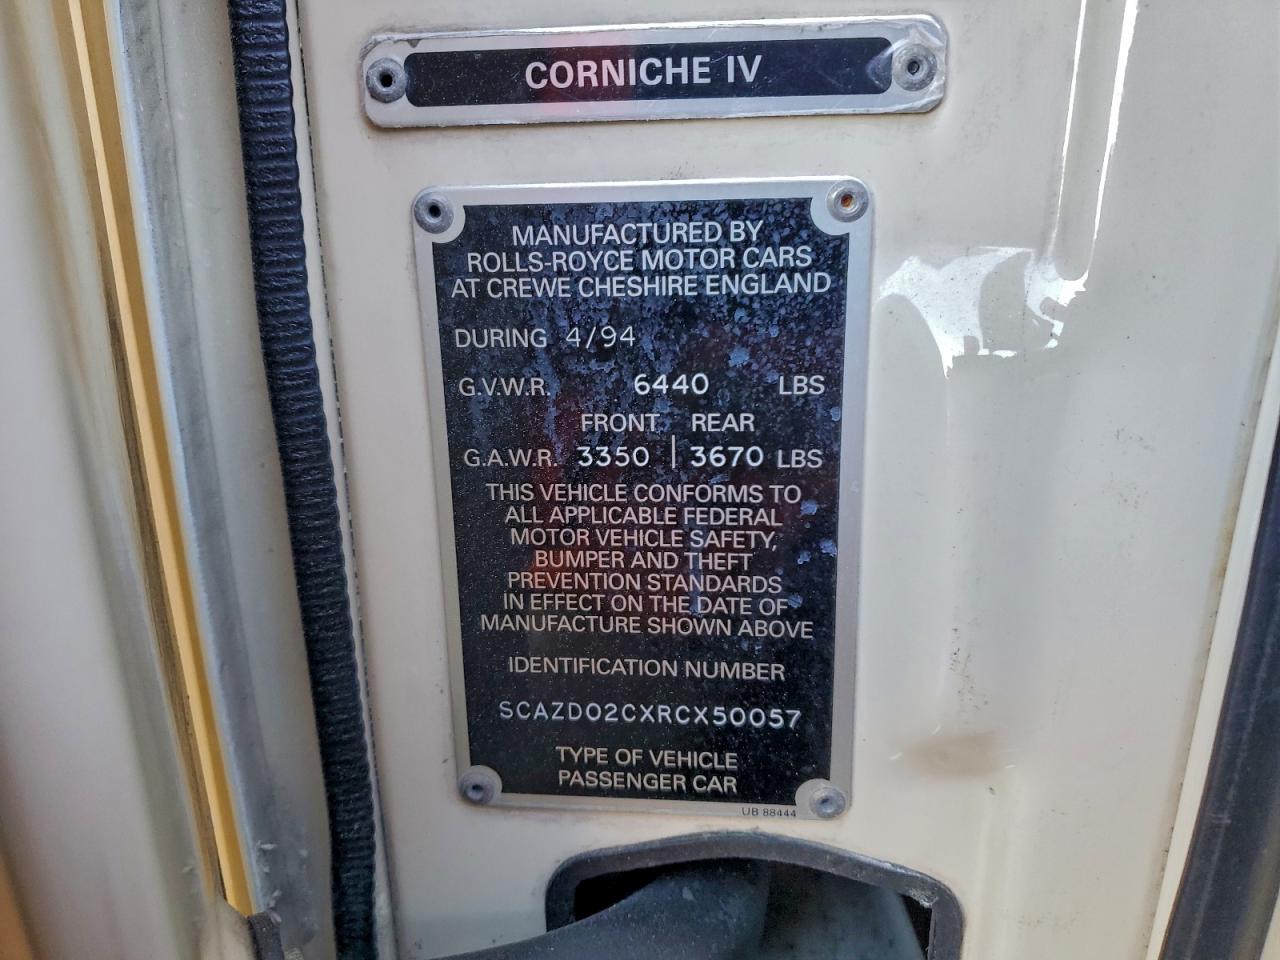 CORNICHE IV
MANUFACTURED BY
ROLLS-ROYCE MOTOR CARS
AT CREWE CHESHIRE ENGLAND
DURING 4/94
G.V.W.R. 6440 LBS
FRONT REAR
G.A.W.R. 3350 | 3670 LBS
THIS VEHICLE CONFORMS TO
ALL APPLICABLE FEDERAL
MOTOR VEHICLE SAFETY,
BUMPER AND THEFT
PREVENTION STANDARDS
IN EFFECT ON THE DATE OF
MANUFACTURE SHOWN ABOVE
IDENTIFICATION NUMBER
SCAZD02CXRCX50057
TYPE OF VEHICLE
PASSENGER CAR
UB 88444